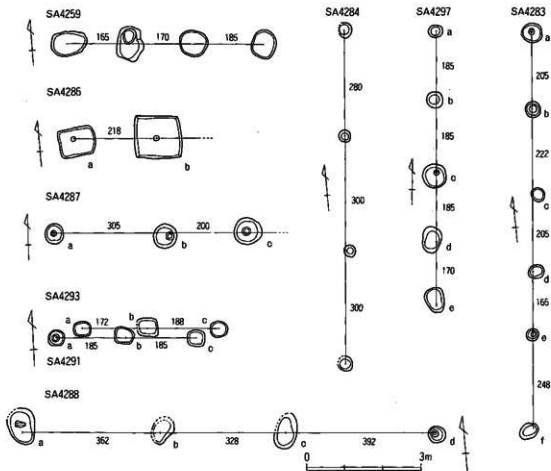 SA4259
165 170 185
SA4286
218
a b
SA4287
305 200
a b c
SA4293
a 172 b 188 c
a 185 b 185 c
SA4291
SA4288
a 362 b 328 c 392 d
0 3m
SA4284
280
300
300
SA4297
a
185
b
185
c
185
d
170
e
SA4283
a
205
b
222
c
205
d
165
e
248
f